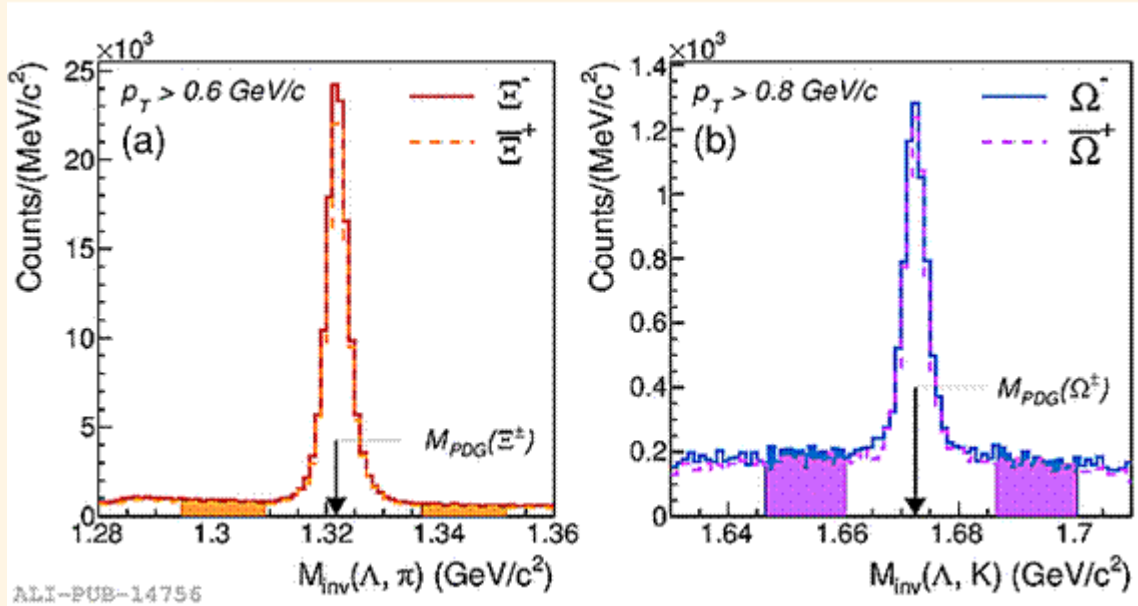 ×10³
25
20
15
10
5
0
1.28
1.3
1.32
1.34
1.36
Counts/(MeV/c²)
p_T > 0.6 GeV/c
(a)
Ξ⁻
Ξ̅⁺
M_PDG(Ξ^±)
M_inv(Λ, π) (GeV/c²)
×10³
1.4
1.2
1
0.8
0.6
0.4
0.2
0
1.64
1.66
1.68
1.7
Counts/(MeV/c²)
p_T > 0.8 GeV/c
(b)
Ω⁻
Ω̅⁺
M_PDG(Ω^±)
M_inv(Λ, K) (GeV/c²)
ALI-PUB-14756